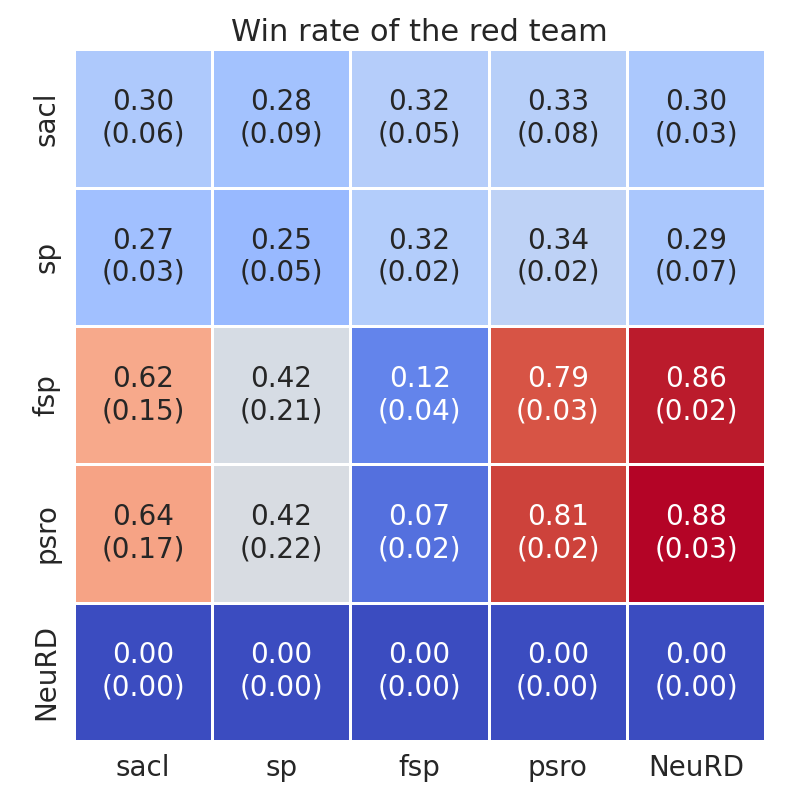 Win rate of the red team
sacl
0.30 0.28 0.32 0.33 0.30
(0.06) (0.09) (0.05) (0.08) (0.03)
sp
0.27 0.25 0.32 0.34 0.29
(0.03) (0.05) (0.02) (0.02) (0.07)
fsp
0.62 0.42 0.12 0.79 0.86
(0.15) (0.21) (0.04) (0.03) (0.02)
psro
0.64 0.42 0.07 0.81 0.88
(0.17) (0.22) (0.02) (0.02) (0.03)
NeuRD
0.00 0.00 0.00 0.00 0.00
(0.00) (0.00) (0.00) (0.00) (0.00)
sacl sp fsp psro NeuRD